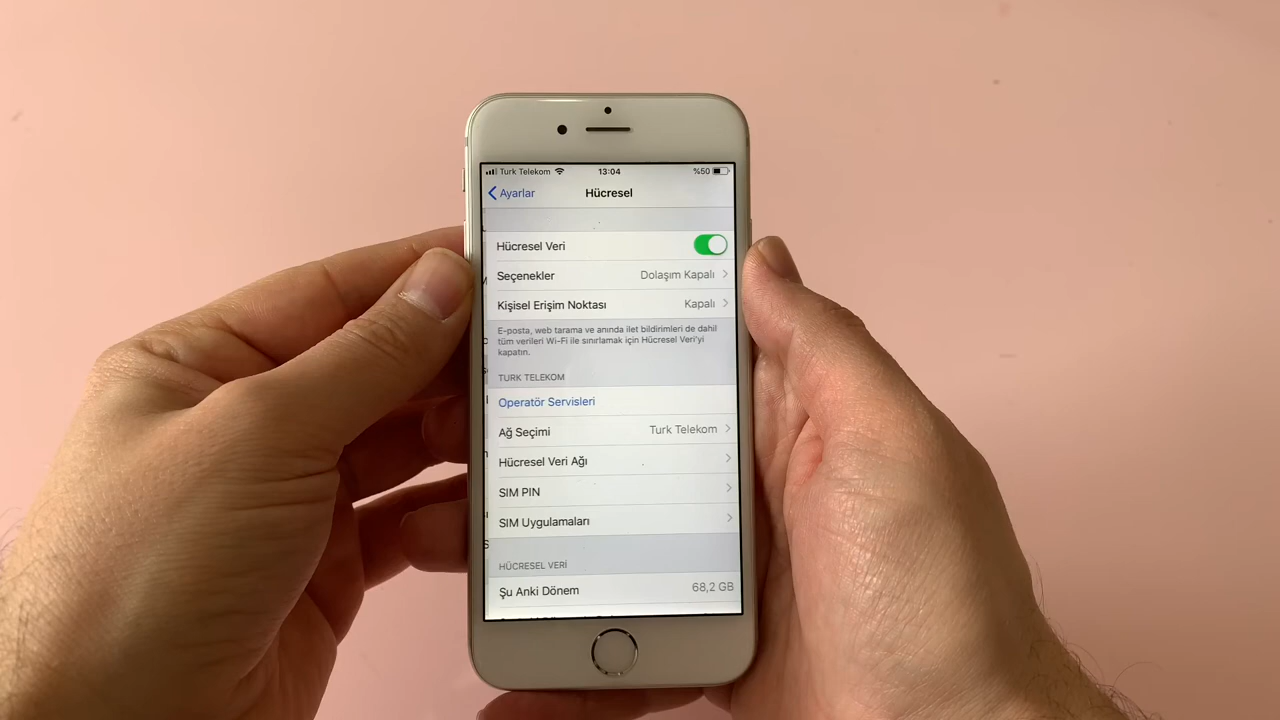 Turk Telekom 13:04 %50
Ayarlar Hücresel
Hücresel Veri
Seçenekler Dolaşım Kapalı
Kişisel Erişim Noktası Kapalı
E-posta, web tarama ve anında ilet bildirimleri de dahil
tüm verileri Wi-Fi ile sınırlamak için Hücresel Veri'yi
kapatın.
TURK TELEKOM
Operatör Servisleri
Ağ Seçimi Turk Telekom
Hücresel Veri Ağı
SIM PIN
SIM Uygulamaları
HÜCRESEL VERİ
Şu Anki Dönem 68,2 GB